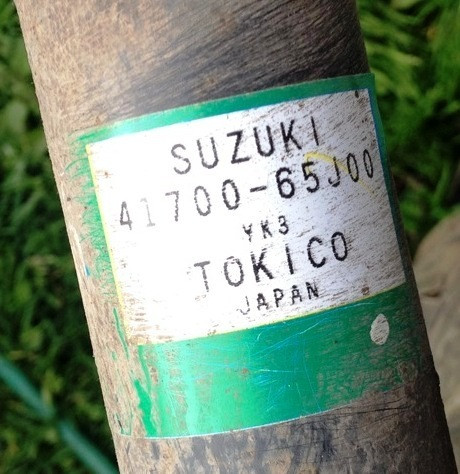 SUZUKI
41700-65J00
YK3
TOKICO
JAPAN